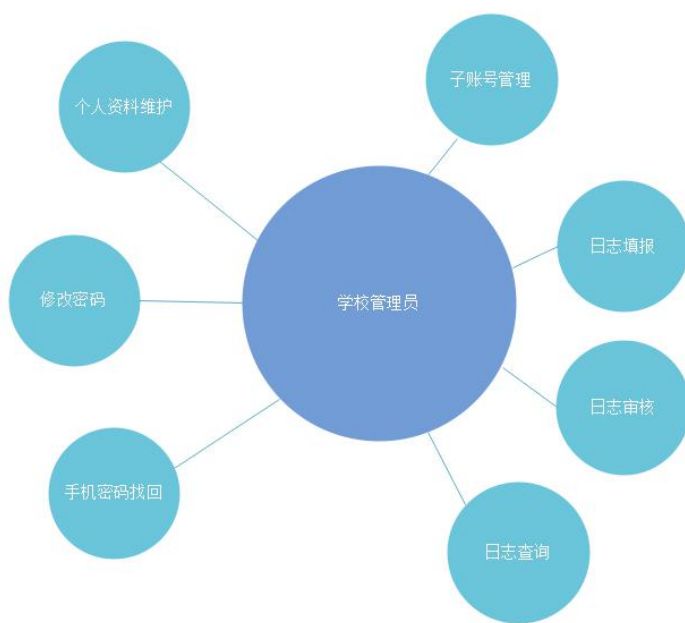 子账号管理
个人资料维护
日志填报
修改密码
学校管理员
日志审核
手机密码找回
日志查询